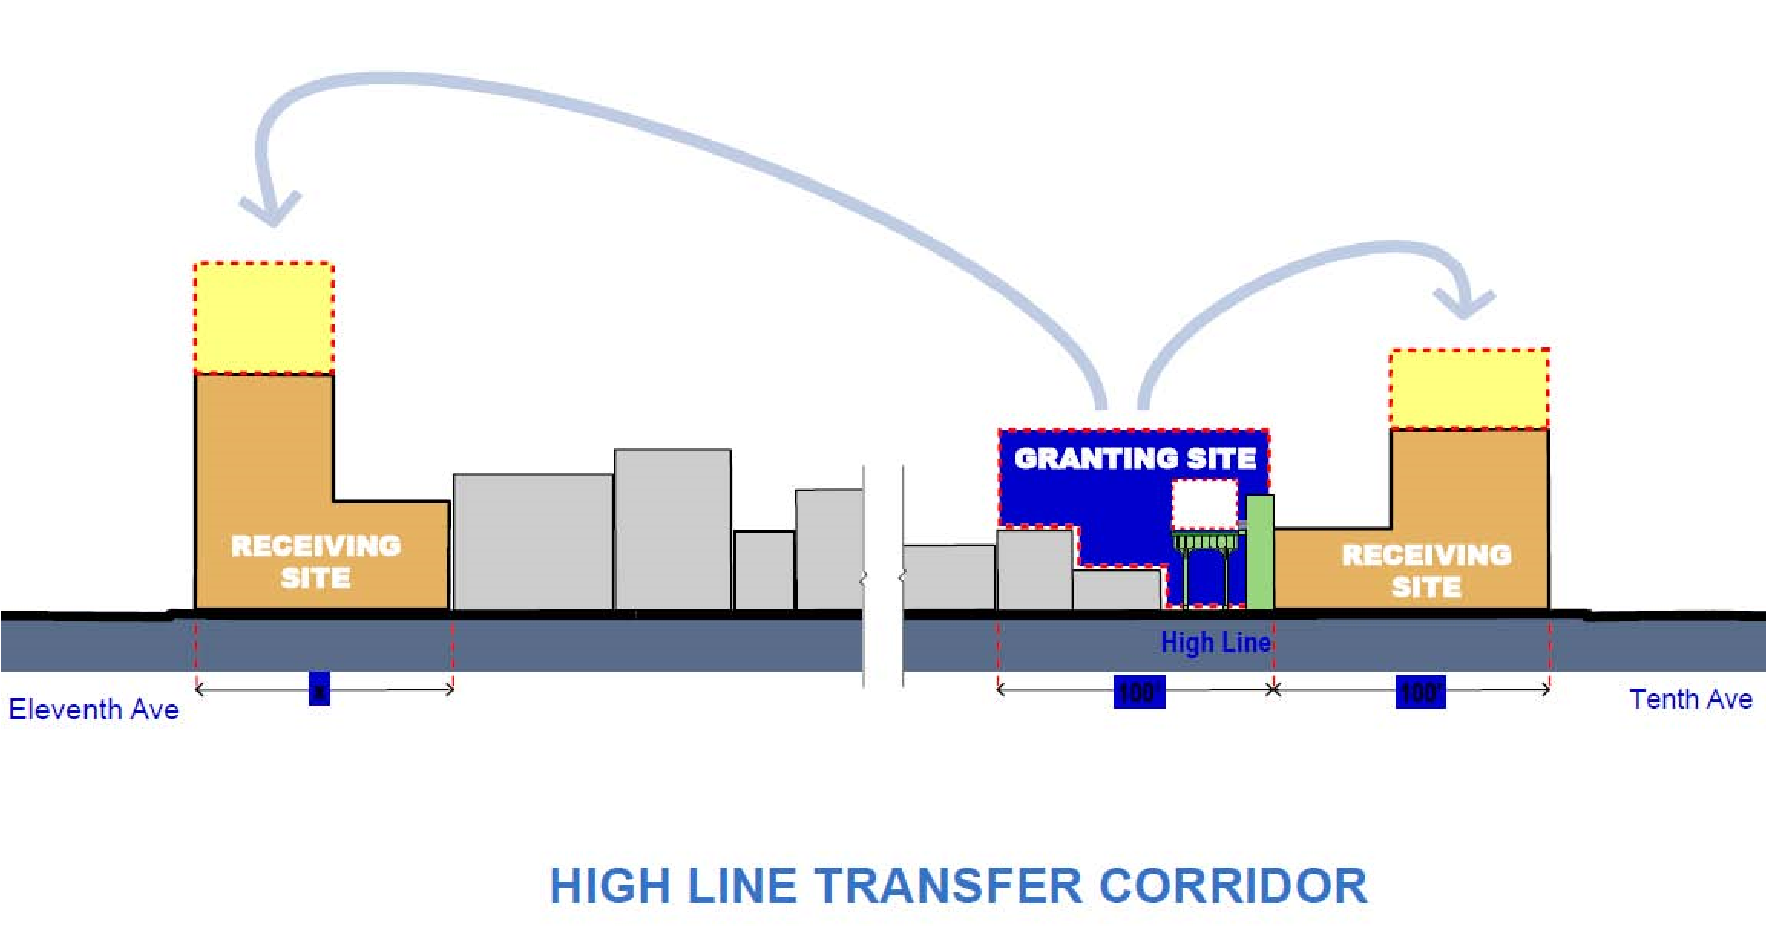 GRANTING SITE
RECEIVING
SITE
RECEIVING
SITE
High Line
x
100'
100'
Eleventh Ave
Tenth Ave
HIGH LINE TRANSFER CORRIDOR